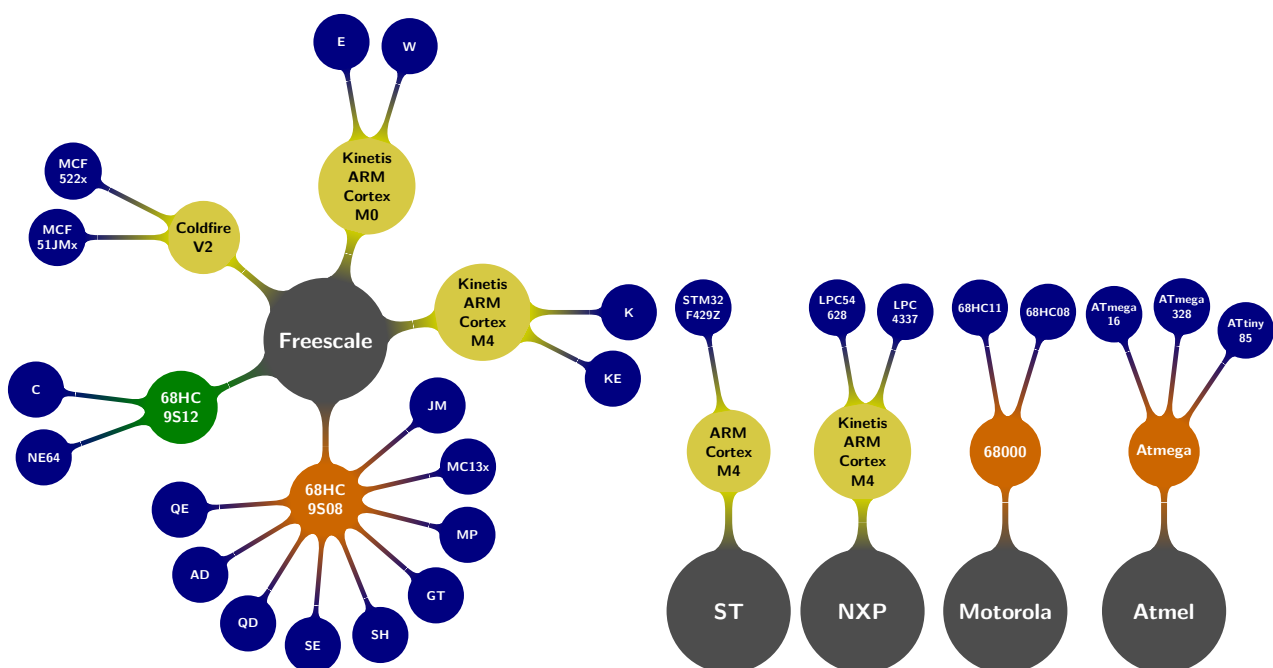 E
W
Kinetis
ARM
Cortex
M0
MCF
522x
MCF
51JMx
Coldfire
V2
Freescale
Kinetis
ARM
Cortex
M4
K
KE
C
NE64
68HC
9S12
68HC
9S08
JM
MC13x
MP
GT
SH
SE
QD
AD
QE
STM32
F429Z
ARM
Cortex
M4
ST
LPC54
628
LPC
4337
Kinetis
ARM
Cortex
M4
NXP
68HC11
68HC08
68000
Motorola
ATmega
16
ATmega
328
ATtiny
85
Atmega
Atmel